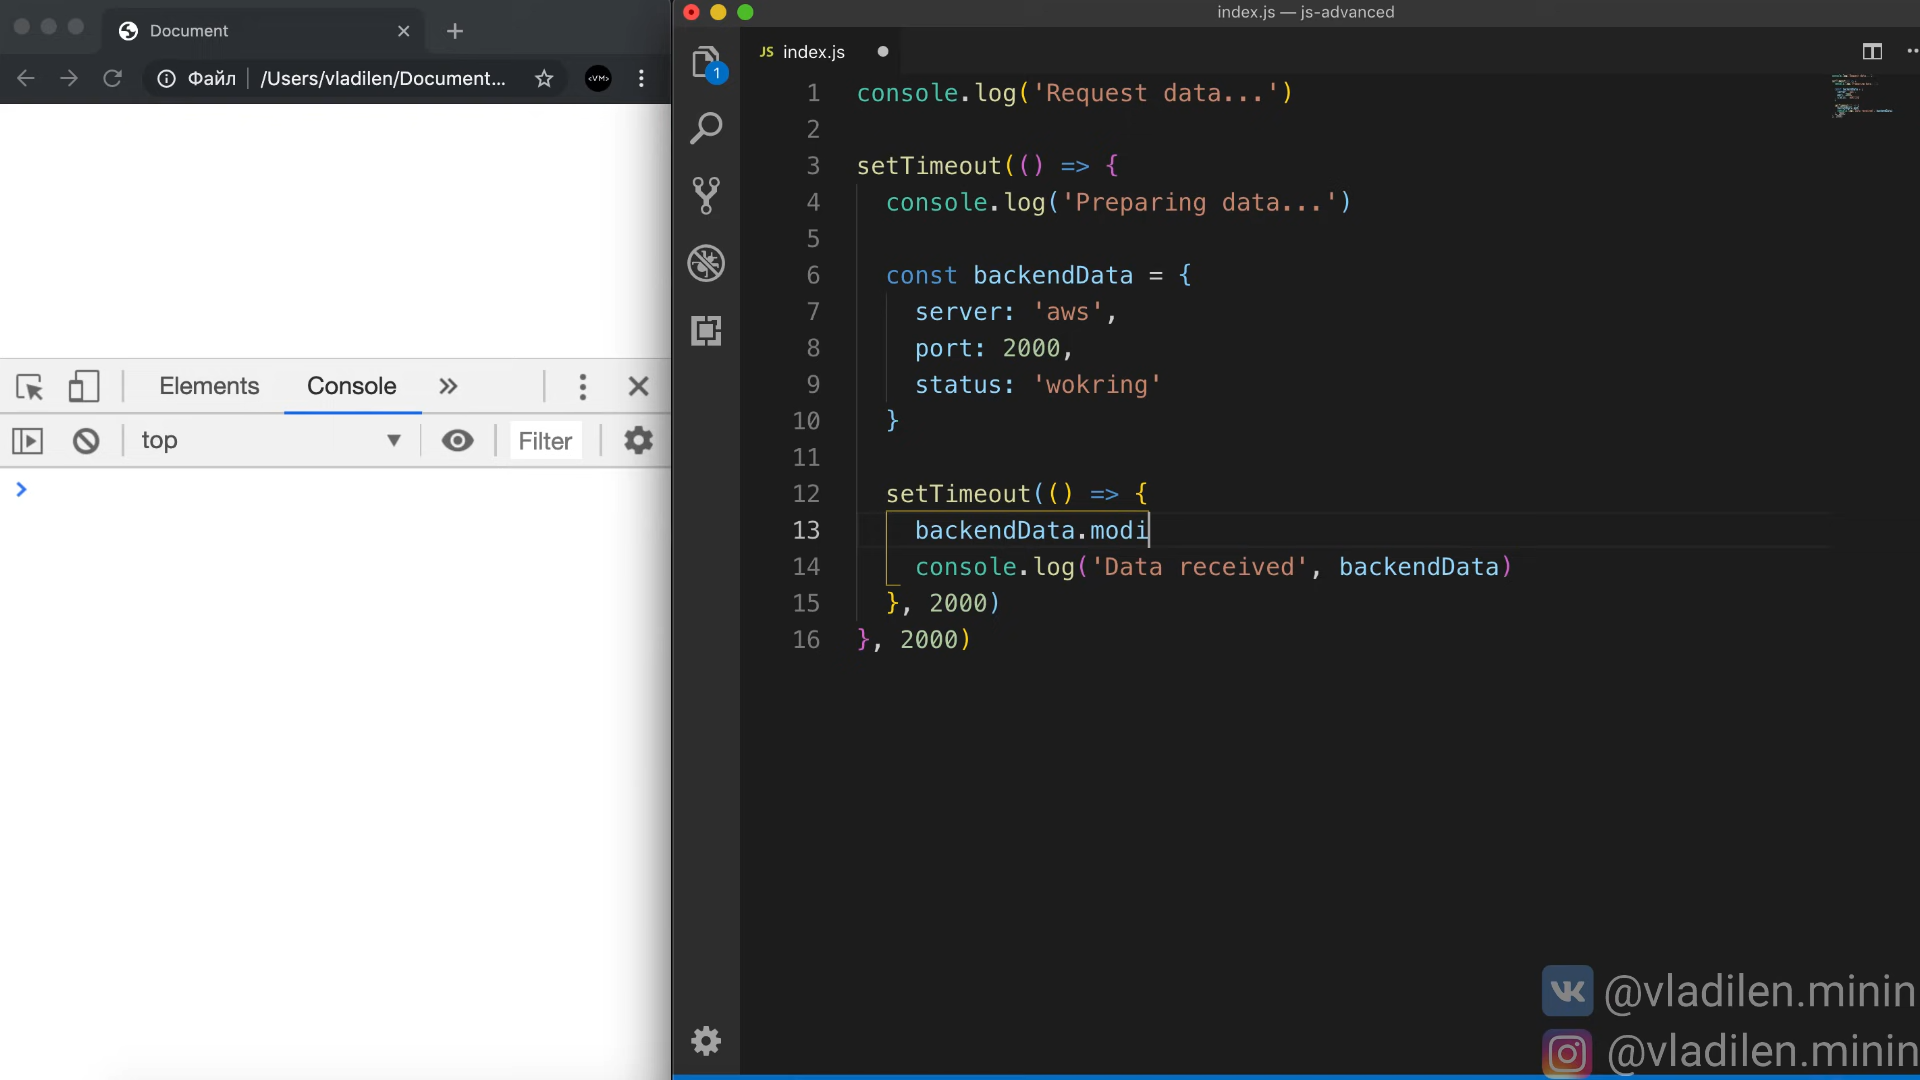 Document
Файл /Users/vladilen/Document...
<VM>
Elements Console
top Filter
index.js — js-advanced
JS index.js
1
1 console.log('Request data...')
2
3 setTimeout(() => {
4 console.log('Preparing data...')
5
6 const backendData = {
7 server: 'aws',
8 port: 2000,
9 status: 'wokring'
10 }
11
12 setTimeout(() => {
13 backendData.modi
14 console.log('Data received', backendData)
15 }, 2000)
16 }, 2000)
@vladilen.minin
@vladilen.minin